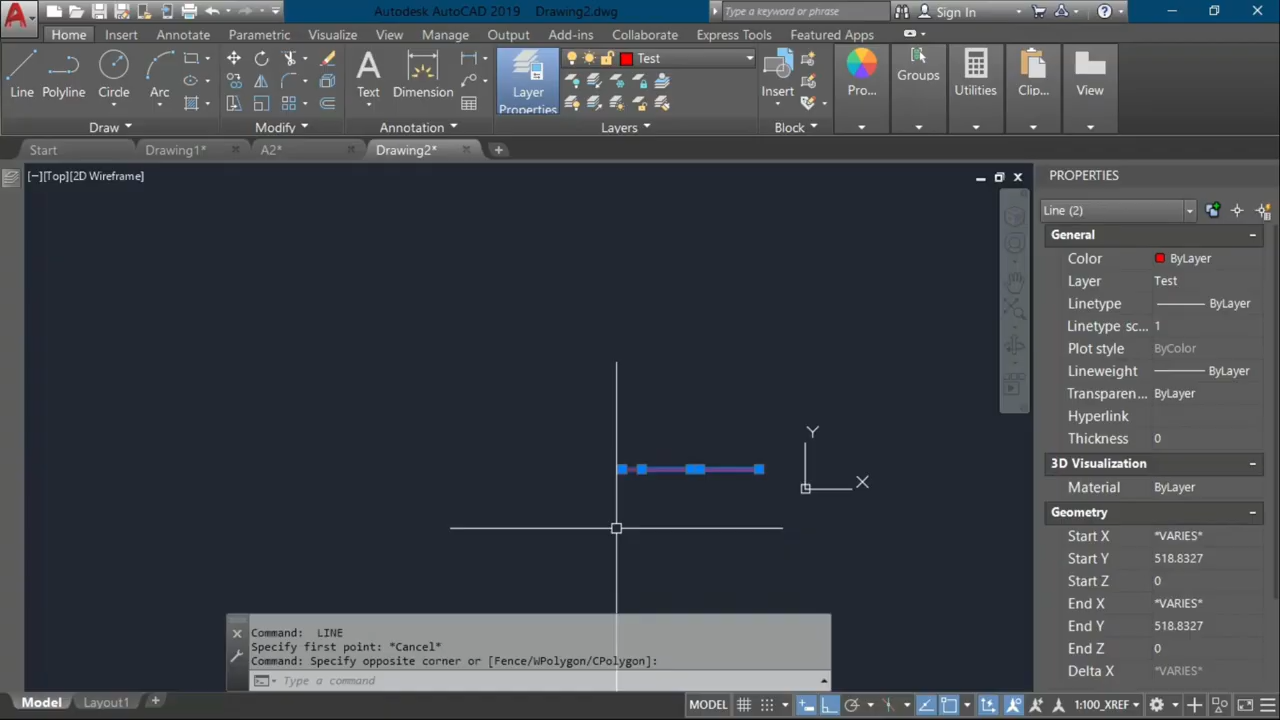 Autodesk AutoCAD 2019 Drawing2.dwg
Type a keyword or phrase
Sign In
Home Insert Annotate Parametric Visualize View Manage Output Add-ins Collaborate Express Tools Featured Apps
Test
Line Polyline Circle Arc
Text Dimension
Layer
Properties
Insert
Pro...
Groups
Utilities
Clip...
View
Draw Modify Annotation Layers Block
Start Drawing1* A2* Drawing2*
[−][Top][2D Wireframe]
Y
X
PROPERTIES
Line (2)
General
Color ByLayer
Layer Test
Linetype ByLayer
Linetype sc... 1
Plot style ByColor
Lineweight ByLayer
Transparen... ByLayer
Hyperlink
Thickness 0
3D Visualization
Material ByLayer
Geometry
Start X *VARIES*
Start Y 518.8327
Start Z 0
End X *VARIES*
End Y 518.8327
End Z 0
Delta X *VARIES*
Command: LINE
Specify first point: *Cancel*
Command: Specify opposite corner or [Fence/WPolygon/CPolygon]:
Type a command
Model Layout1
MODEL
1:100_XREF